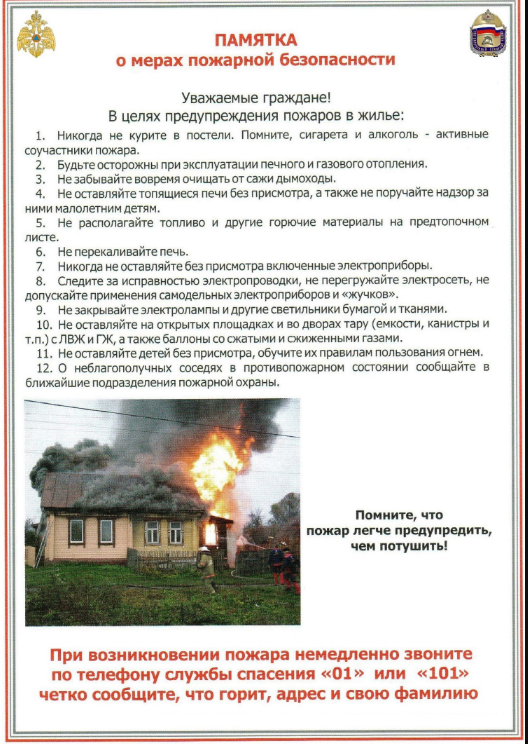 ПАМЯТКА
о мерах пожарной безопасности
Уважаемые граждане!
В целях предупреждения пожаров в жилье:
1. Никогда не курите в постели. Помните, сигарета и алкоголь - активные
соучастники пожара.
2. Будьте осторожны при эксплуатации печного и газового отопления.
3. Не забывайте вовремя очищать от сажи дымоходы.
4. Не оставляйте топящиеся печи без присмотра, а также не поручайте надзор за
ними малолетним детям.
5. Не располагайте топливо и другие горючие материалы на предтопочном
листе.
6. Не перекаливайте печь.
7. Никогда не оставляйте без присмотра включенные электроприборы.
8. Следите за исправностью электропроводки, не перегружайте электросеть, не
допускайте применения самодельных электроприборов и «жучков».
9. Не закрывайте электролампы и другие светильники бумагой и тканями.
10. Не оставляйте на открытых площадках и во дворах тару (емкости, канистры и
т.п.) с ЛВЖ и ГЖ, а также баллоны со сжатыми и сжиженными газами.
11. Не оставляйте детей без присмотра, обучите их правилам пользования огнем.
12. О неблагополучных соседях в противопожарном состоянии сообщайте в
ближайшие подразделения пожарной охраны.
Помните, что
пожар легче предупредить,
чем потушить!
При возникновении пожара немедленно звоните
по телефону службы спасения «01» или «101»
четко сообщите, что горит, адрес и свою фамилию